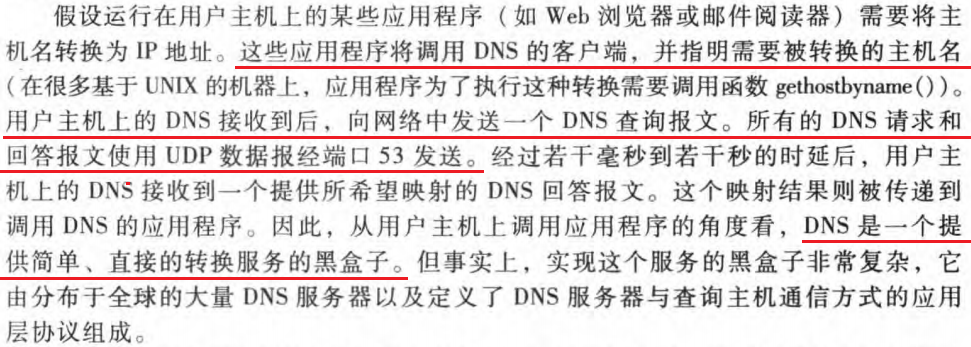 假设运行在用户主机上的某些应用程序（如 Web 浏览器或邮件阅读器）需要将主
机名转换为 IP 地址。这些应用程序将调用 DNS 的客户端，并指明需要被转换的主机名
（在很多基于 UNIX 的机器上，应用程序为了执行这种转换需要调用函数 gethostbyname()）。
用户主机上的 DNS 接收到后，向网络中发送一个 DNS 查询报文。所有的 DNS 请求和
回答报文使用 UDP 数据报经端口 53 发送。经过若干毫秒到若干秒的时延后，用户主
机上的 DNS 接收到一个提供所希望映射的 DNS 回答报文。这个映射结果则被传递到
调用 DNS 的应用程序。因此，从用户主机上调用应用程序的角度看，DNS 是一个提
供简单、直接的转换服务的黑盒子。但事实上，实现这个服务的黑盒子非常复杂，它
由分布于全球的大量 DNS 服务器以及定义了 DNS 服务器与查询主机通信方式的应用
层协议组成。